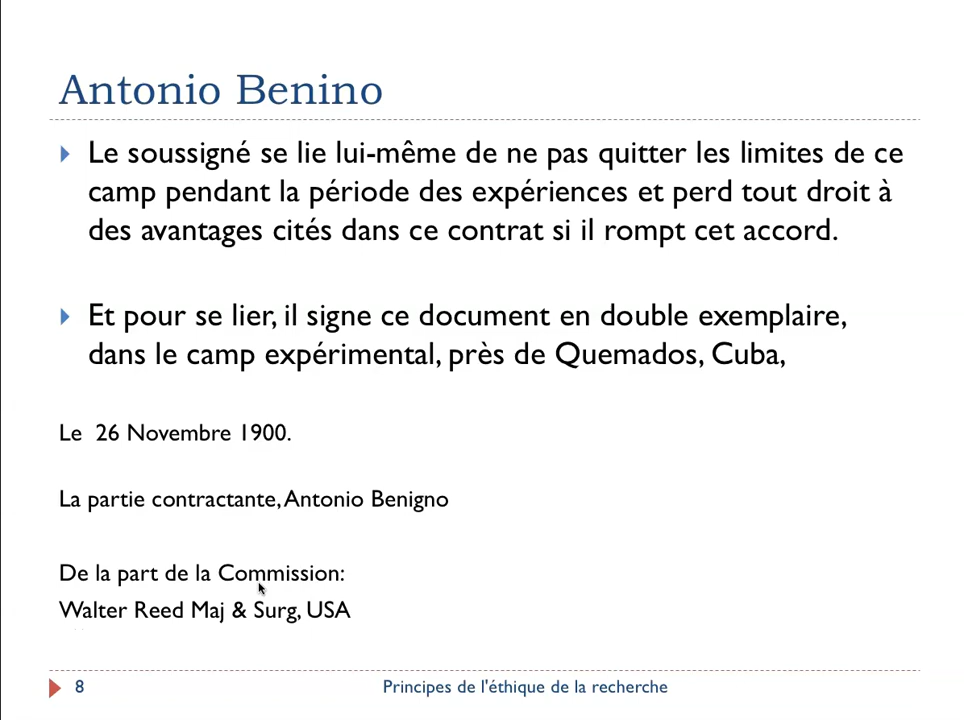 Antonio Benino
Le soussigné se lie lui-même de ne pas quitter les limites de ce
camp pendant la période des expériences et perd tout droit à
des avantages cités dans ce contrat si il rompt cet accord.
Et pour se lier, il signe ce document en double exemplaire,
dans le camp expérimental, près de Quemados, Cuba,
Le 26 Novembre 1900.
La partie contractante, Antonio Benigno
De la part de la Commission:
Walter Reed Maj & Surg, USA
8 Principes de l'éthique de la recherche